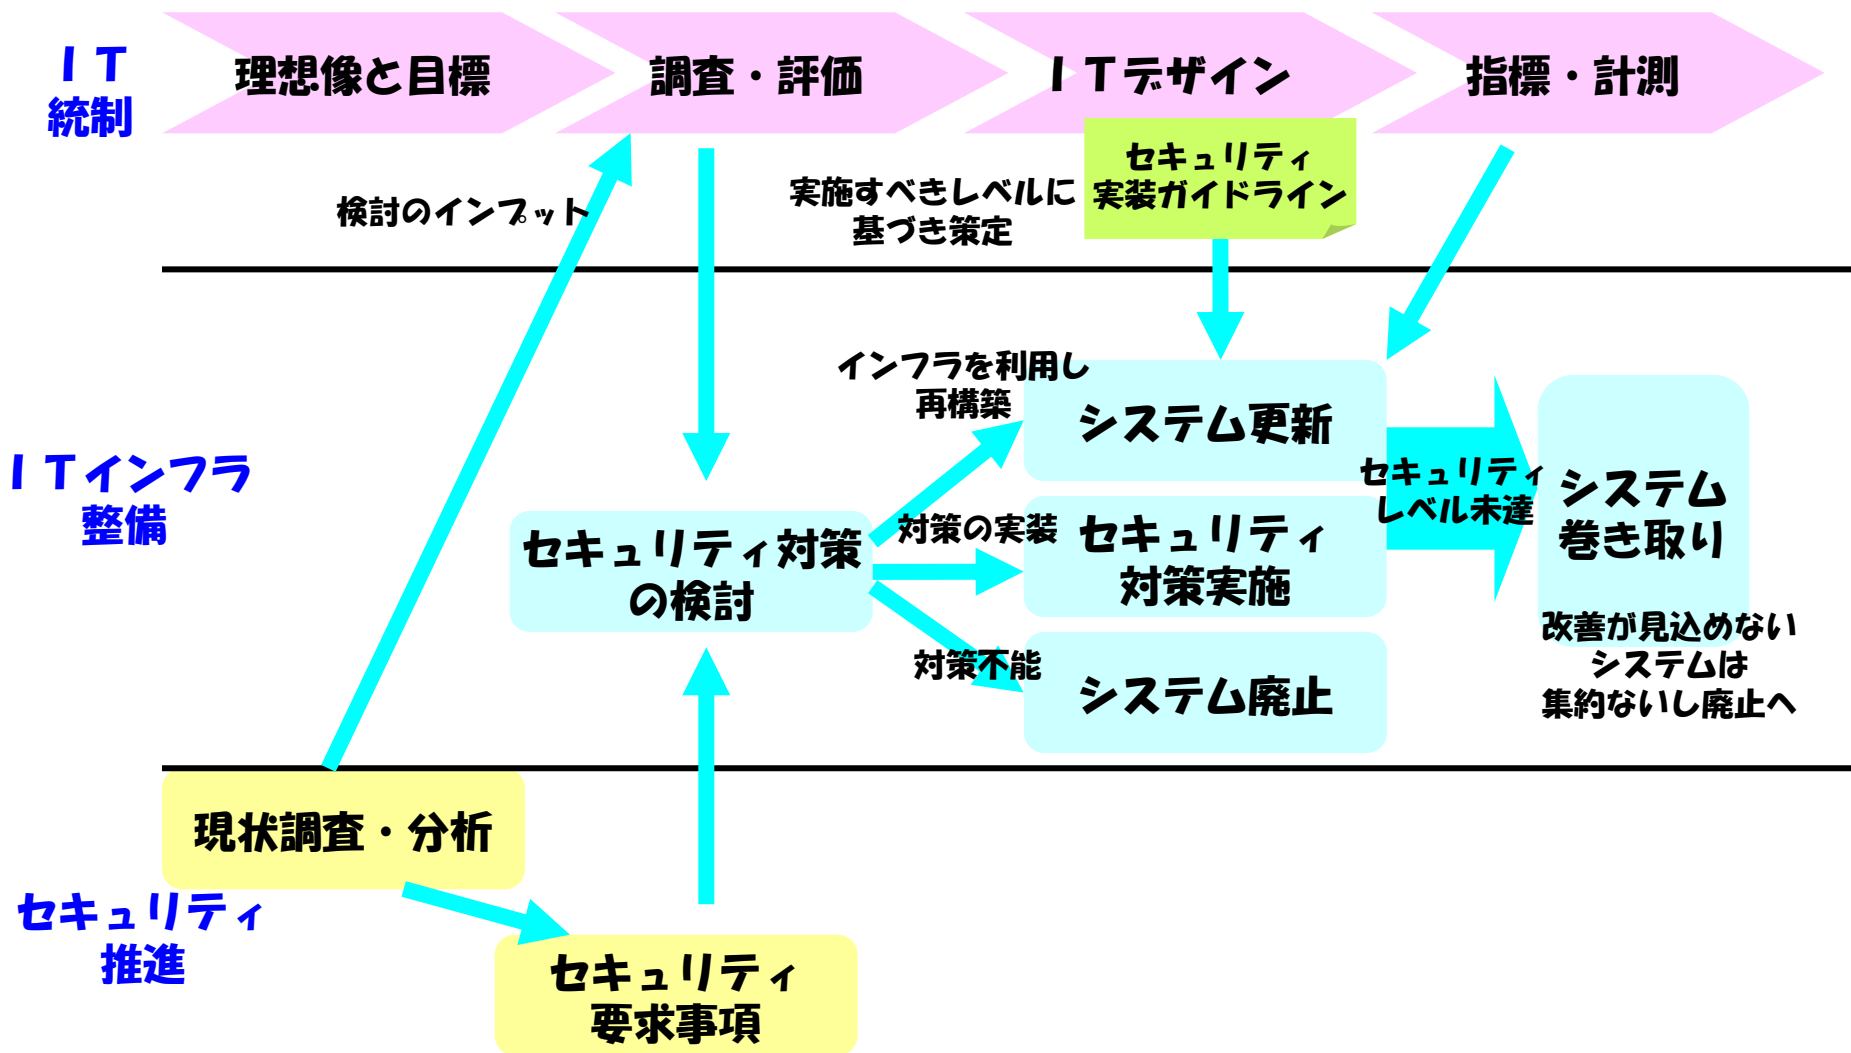 ＩＴ
統制
理想像と目標
調査・評価
ＩＴデザイン
指標・計測
セキュリティ
実装ガイドライン
実施すべきレベルに
基づき策定
検討のインプット
ＩＴインフラ
整備
インフラを利用し
再構築
システム更新
セキュリティ
レベル未達
システム
巻き取り
対策の実装
セキュリティ
対策実施
セキュリティ対策
の検討
対策不能
システム廃止
改善が見込めない
システムは
集約ないし廃止へ
現状調査・分析
セキュリティ
推進
セキュリティ
要求事項